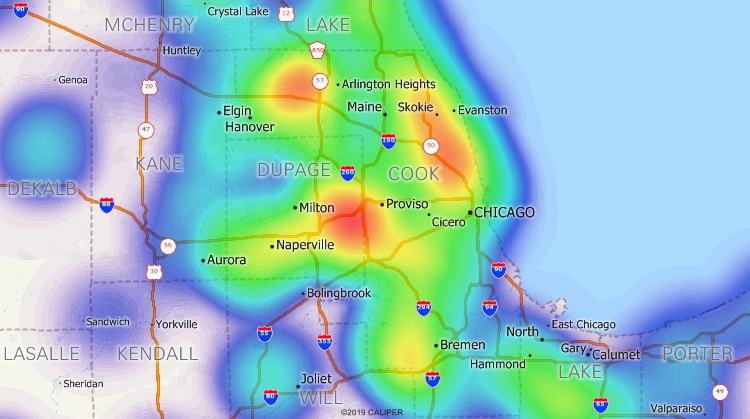 90
MCHENRY
Crystal Lake
12
LAKE
Huntley
A50
Genoa
20
53
Arlington Heights
Elgin
Hanover
Maine
Skokie
Evanston
47
190
50
KANE
DUPAGE
290
COOK
DEKALB
88
Milton
Proviso
Cicero
CHICAGO
56
Naperville
Aurora
30
90
Bolingbrook
294
94
Sandwich
Yorkville
55
355
North
East Chicago
LASALLE
KENDALL
Bremen
Hammond
Gary
Calumet
PORTER
LAKE
Sheridan
Joliet
57
80
WILL
65
49
Valparaiso
©2019 CALIPER